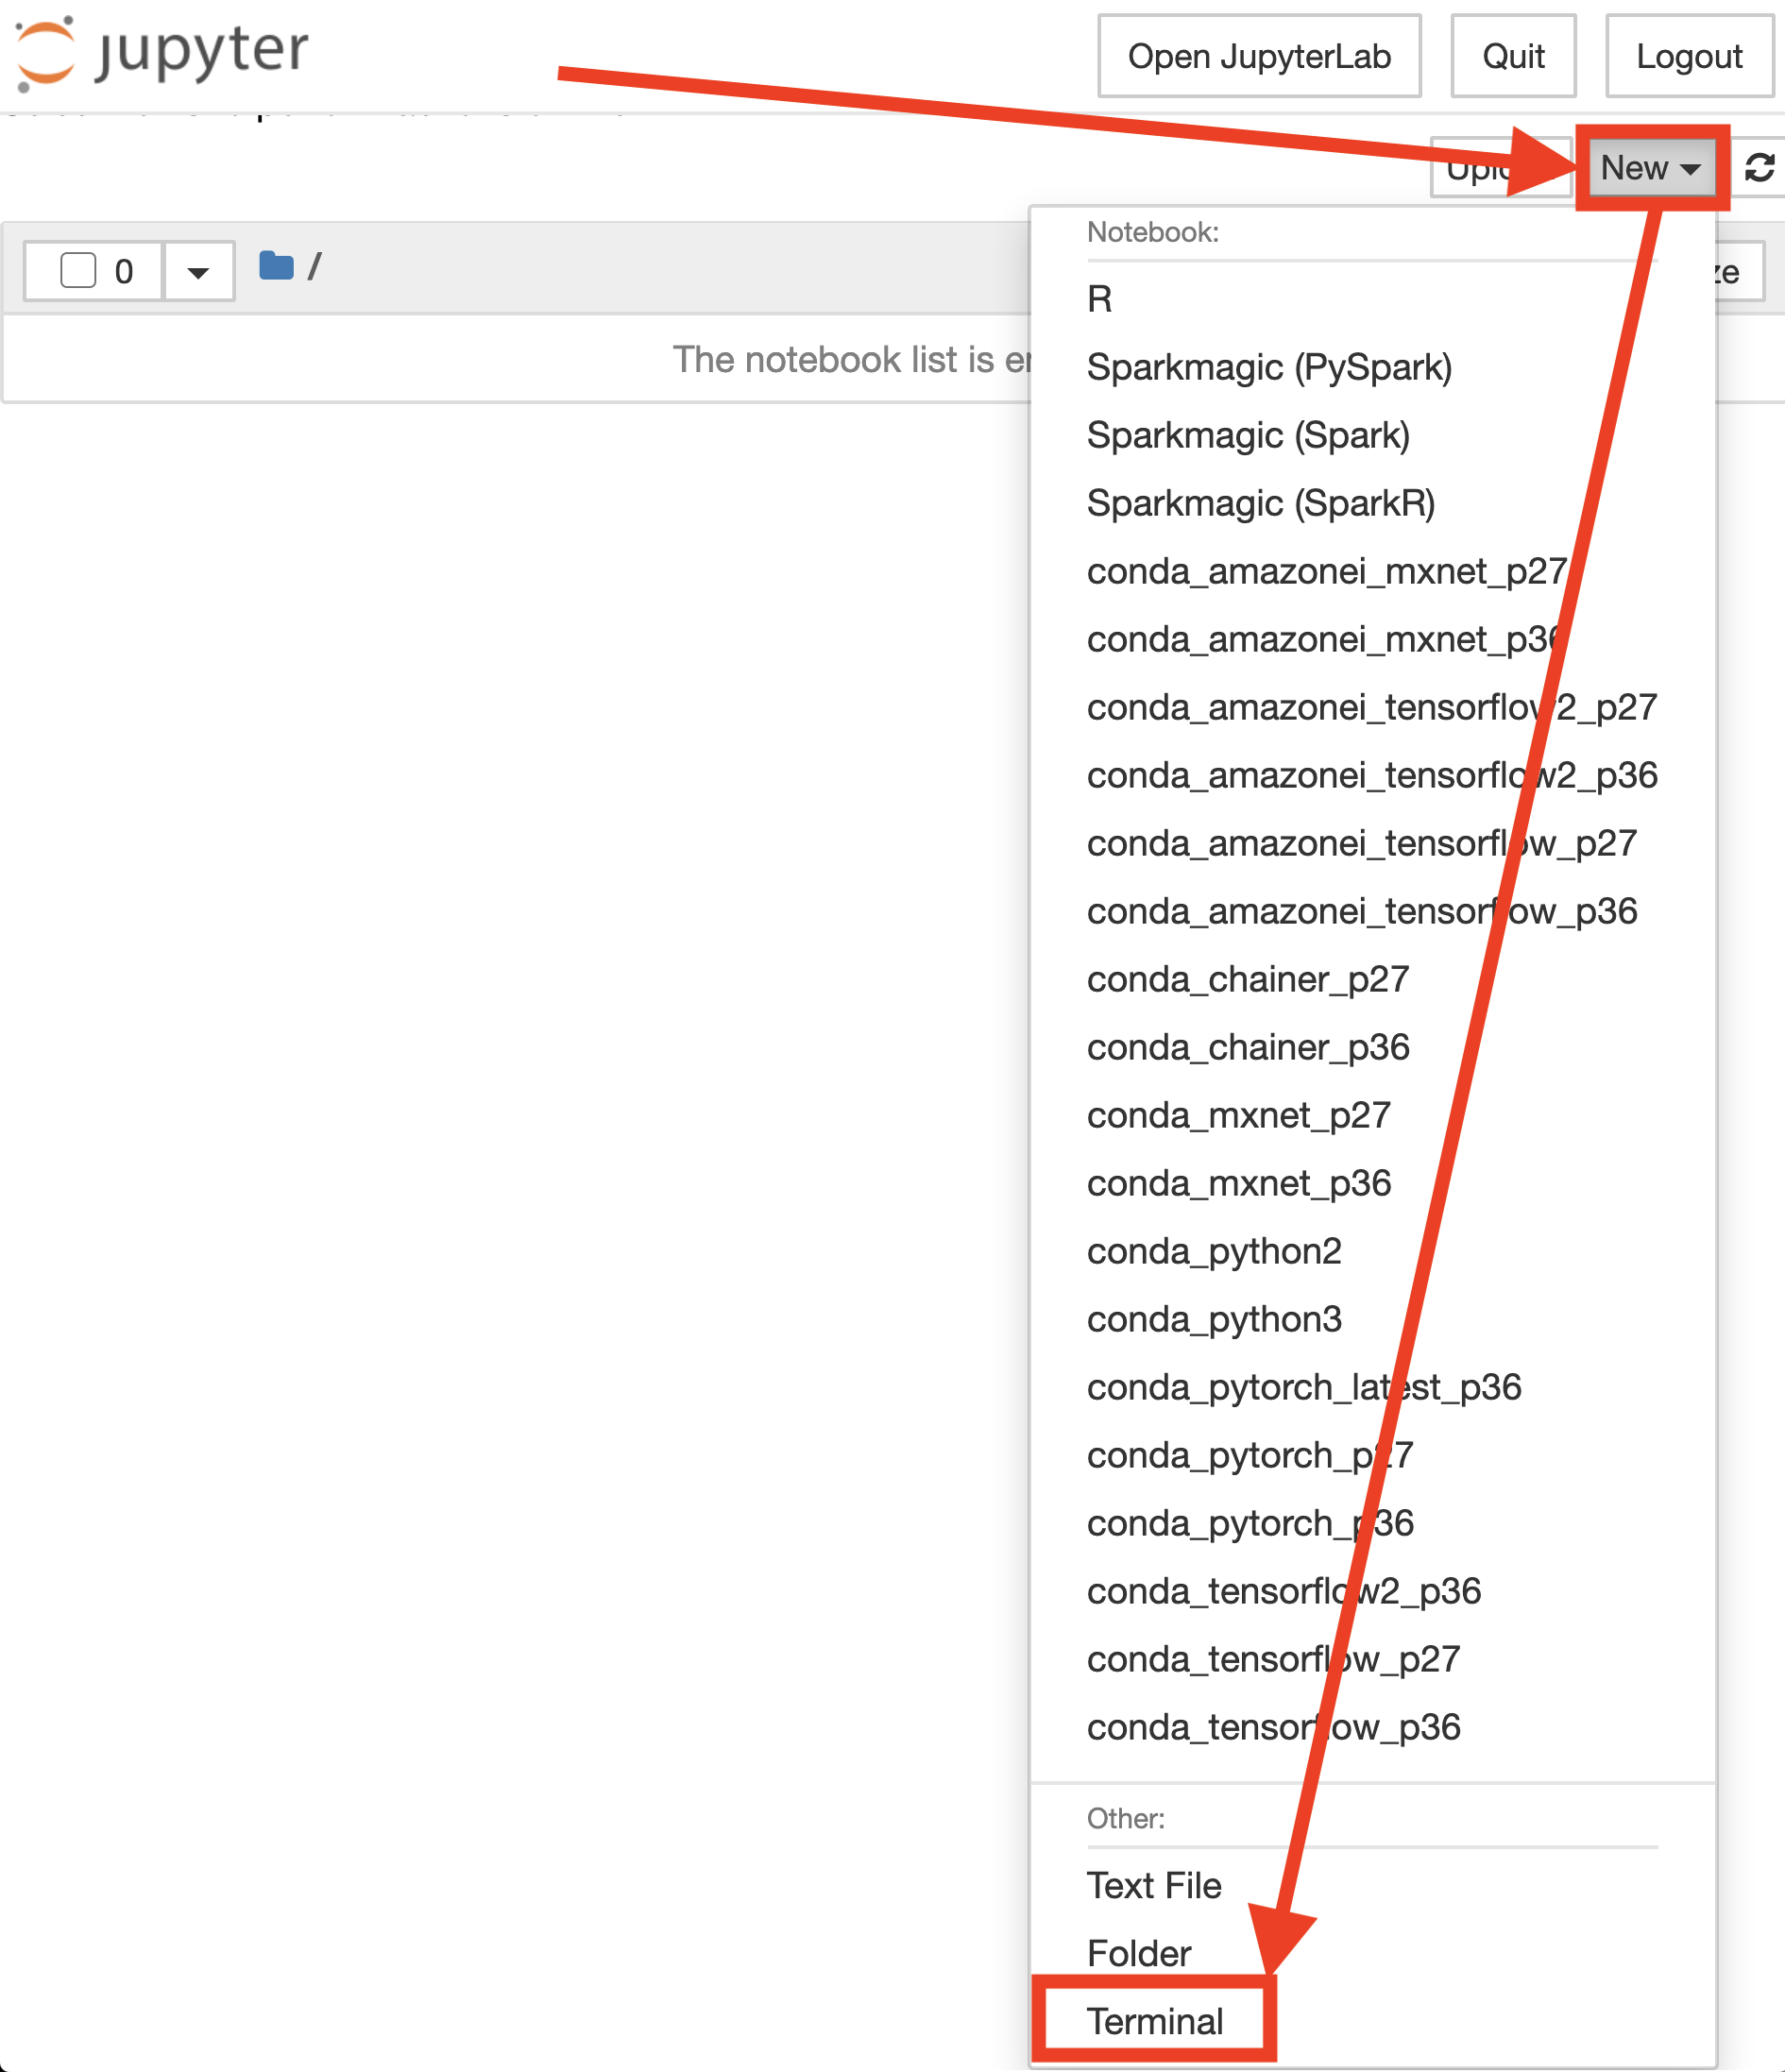 jupyter
Open JupyterLab Quit Logout
New
0 /
Notebook:
The notebook list is
R
Sparkmagic (PySpark)
Sparkmagic (Spark)
Sparkmagic (SparkR)
conda_amazonei_mxnet_p27
conda_amazonei_mxnet_p36
conda_amazonei_tensorflow2_p27
conda_amazonei_tensorflow2_p36
conda_amazonei_tensorflow_p27
conda_amazonei_tensorflow_p36
conda_chainer_p27
conda_chainer_p36
conda_mxnet_p27
conda_mxnet_p36
conda_python2
conda_python3
conda_pytorch_latest_p36
conda_pytorch_p27
conda_pytorch_p36
conda_tensorflow2_p36
conda_tensorflow_p27
conda_tensorflow_p36
Other:
Text File
Folder
Terminal